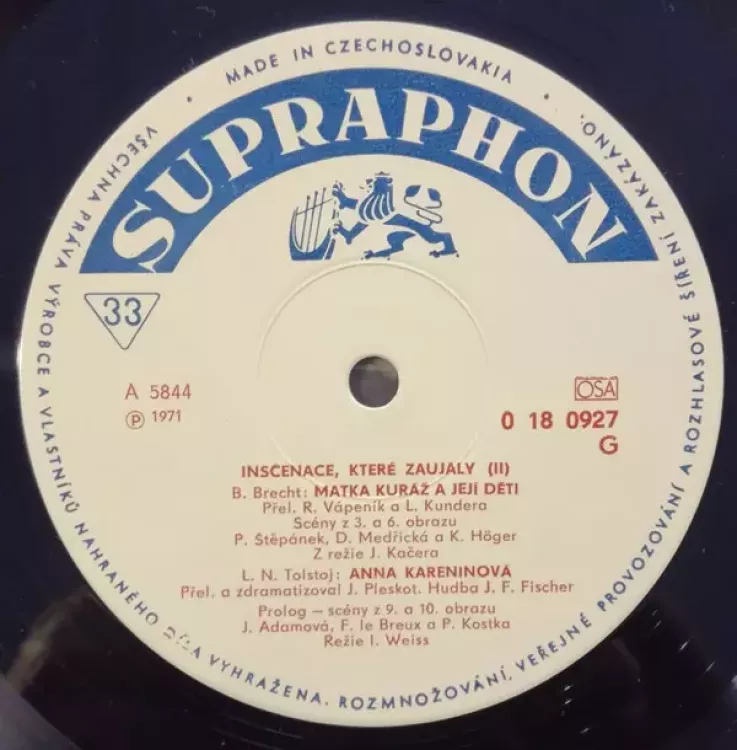 MADE IN CZECHOSLOVAKIA
SUPRAPHON
VŠECHNA PRÁVA VÝROBCE A VLASTNÍKŮ NAHRANÉHO DÍLA VYHRAŽENA. ROZMNOŽOVÁNÍ, VEŘEJNÉ PROVOZOVÁNÍ A ROZHLASOVÉ ŠÍŘENÍ ZAKÁZÁNO.
33
A 5844
OSA
℗ 1971
0 18 0927
G
INSCENACE, KTERÉ ZAUJALY (II)
B. Brecht: MATKA KURÁŽ A JEJÍ DĚTI
Přel. R. Vápeník a L. Kundera
Scény z 3. a 6. obrazu
P. Štěpánek, D. Medřická a K. Höger
Z režie J. Kačera
L. N. Tolstoj: ANNA KARENINOVÁ
Přel. a zdramatizoval J. Pleskot. Hudba J. F. Fischer
Prolog – scény z 9. a 10. obrazu
J. Adamová, F. le Breux a P. Kostka
Režie I. Weiss